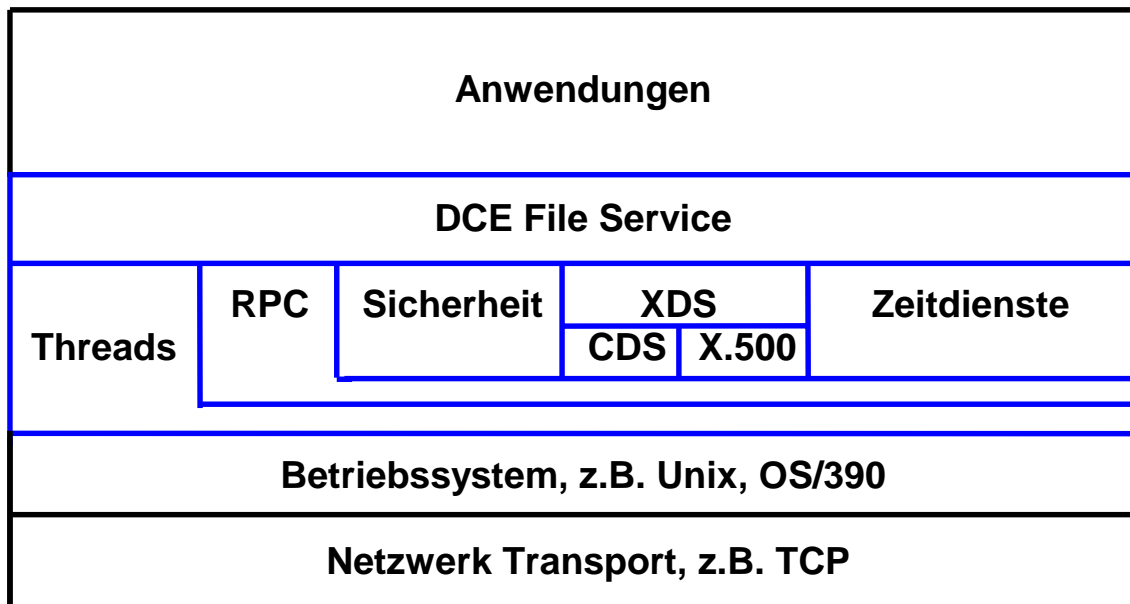 Anwendungen
DCE File Service
RPC Sicherheit XDS Zeitdienste
Threads CDS X.500
Betriebssystem, z.B. Unix, OS/390
Netzwerk Transport, z.B. TCP